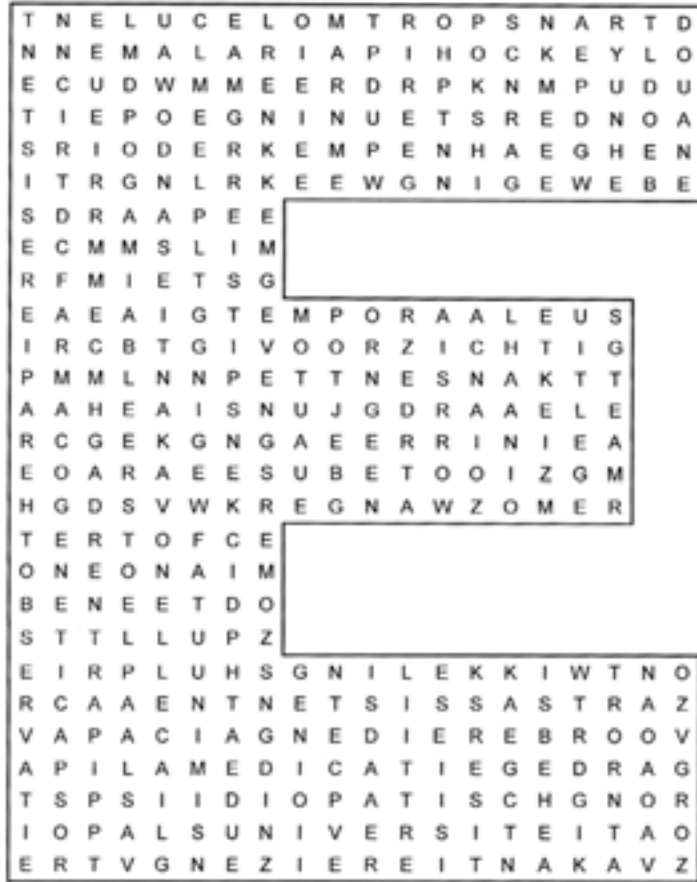 T N E L U C E L O M T R O P S N A R T D
N N E M A L A R I A P I H O C K E Y L O
E C U D W M M E E R D R P K N M P U D U
T I E P O E G N I N U E T S R E D N O A
S R I O D E R K E M P E N H A E G H E N
I T R G N L R K E E W G N I G E W E B E
S D R A A P E E
E C M M S L I M
R F M I E T S G
E A E A I G T E M P O R A A L E U S
I R C B T G I V O O R Z I C H T I G
P M M L N N P E T T N E S N A K T T
A A H E A I S N U J G D R A A E L E
R C G E K G N G A E E R R I N I E A
E O A R A E E S U B E T O O I Z G M
H G D S V W K R E G N A W Z O M E R
T E R T O F C E
O N E O N A I M
B E N E E T D O
S T T L L U P Z
E I R P L U H S G N I L E K K I W T N O
R C A A E N T N E T S I S S A S T R A Z
V A P A C I A G N E D I E R E B R O O V
A P I L A M E D I C A T I E G E D R A G
T S P S I I D I O P A T I S C H G N O R
I O P A L S U N I V E R S I T E I T A O
E R T V G N E Z I E R E I T N A K A V Z